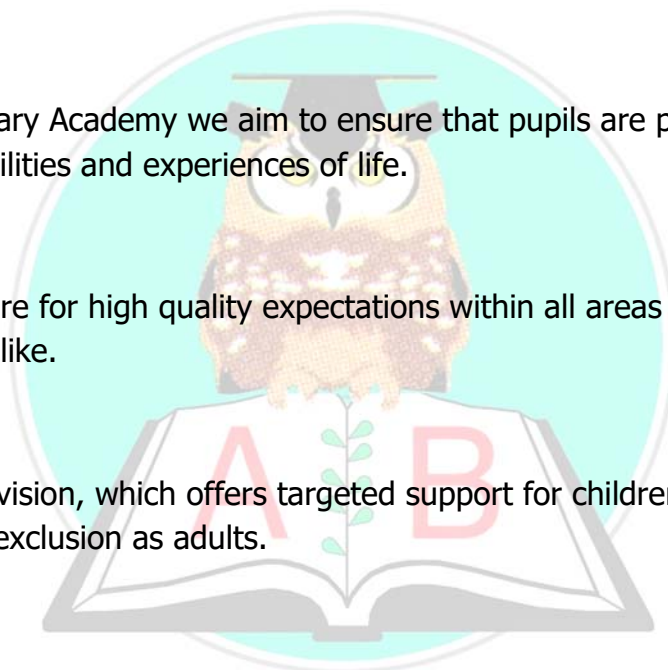 ary Academy we aim to ensure that pupils are p
ilities and experiences of life.
re for high quality expectations within all areas
like.
A B
vision, which offers targeted support for children
exclusion as adults.